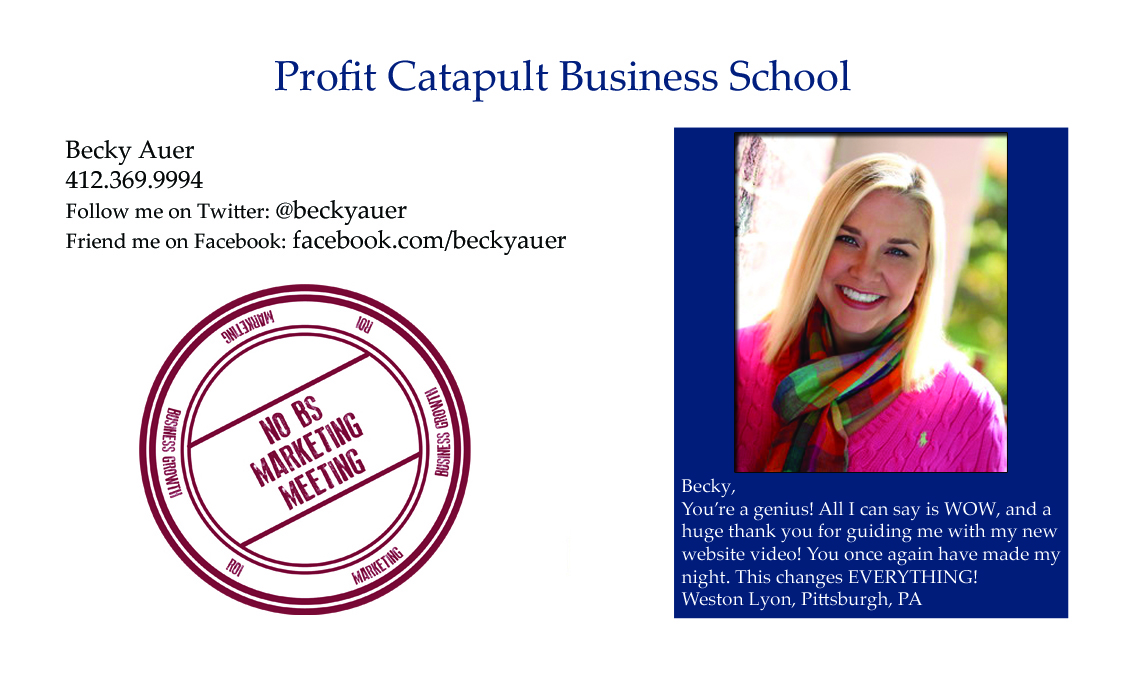 Profit Catapult Business School
Becky Auer
412.369.9994
Follow me on Twitter: @beckyauer
Friend me on Facebook: facebook.com/beckyauer
MARKETING
ROI
BUSINESS GROWTH
BUSINESS GROWTH
NO BS
MARKETING
MEETING
ROI
MARKETING
Becky,
You're a genius! All I can say is WOW, and a
huge thank you for guiding me with my new
website video! You once again have made my
night. This changes EVERYTHING!
Weston Lyon, Pittsburgh, PA